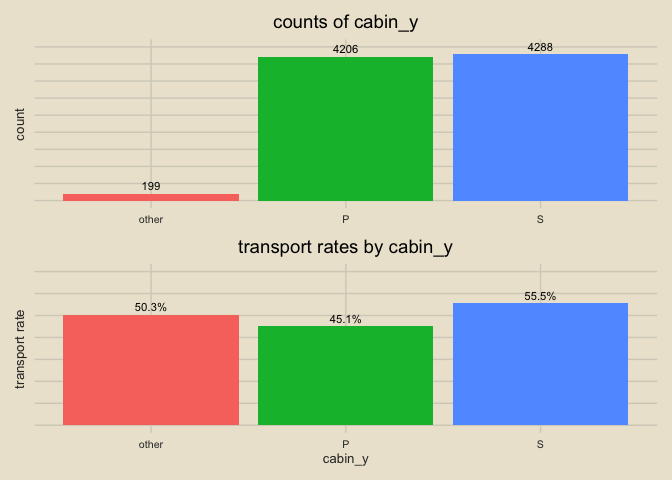 counts of cabin_y
4206
4288
199
count
other
P
S
transport rates by cabin_y
50.3%
45.1%
55.5%
transport rate
other
P
S
cabin_y